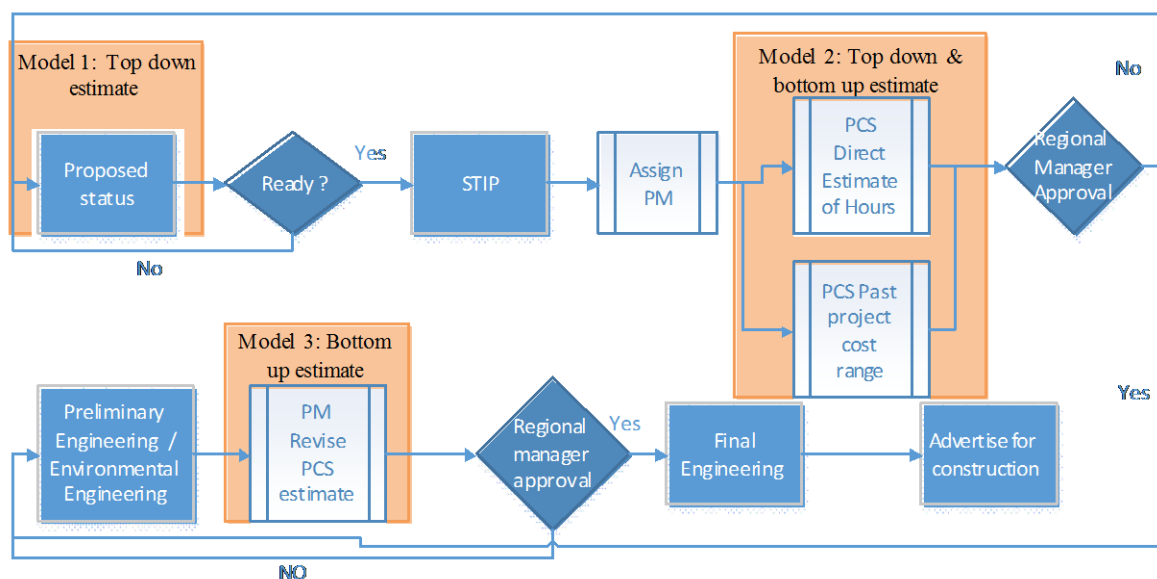 Model 1: Top down
estimate
Proposed
status
Ready ?
Yes
No
STIP
Assign
PM
Model 2: Top down &
bottom up estimate
PCS
Direct
Estimate
of Hours
PCS Past
project
cost
range
Regional
Manager
Approval
No
Yes
Preliminary
Engineering /
Environmental
Engineering
Model 3: Bottom
up estimate
PM
Revise
PCS
estimate
Regional
manager
approval
Yes
NO
Final
Engineering
Advertise for
construction